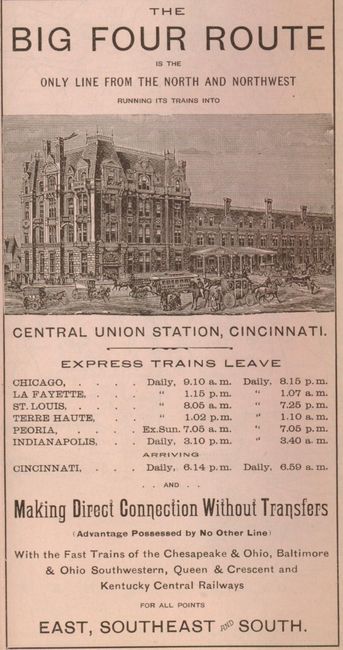 THE
BIG FOUR ROUTE
IS THE
ONLY LINE FROM THE NORTH AND NORTHWEST
RUNNING ITS TRAINS INTO
CENTRAL UNION STATION, CINCINNATI.
EXPRESS TRAINS LEAVE
CHICAGO, . . . Daily, 9.10 a. m. Daily, 8.15 p. m.
LA FAYETTE, . . . " 1.15 p. m. " 1.07 a. m.
ST. LOUIS, . . . " 8.05 a. m. " 7.25 p. m.
TERRE HAUTE, . . " 1.02 p. m. " 1.10 a. m.
PEORIA, . . . Ex.Sun. 7.05 a. m. " 7.05 p. m.
INDIANAPOLIS, . . . Daily, 3.10 p. m. " 3.40 a. m.
ARRIVING
CINCINNATI, . . . Daily, 6.14 p. m. Daily, 6.59 a. m.
. . AND . .
Making Direct Connection Without Transfers
(Advantage Possessed by No Other Line)
With the Fast Trains of the Chesapeake & Ohio, Baltimore
& Ohio Southwestern, Queen & Crescent and
Kentucky Central Railways
FOR ALL POINTS
EAST, SOUTHEAST AND SOUTH.